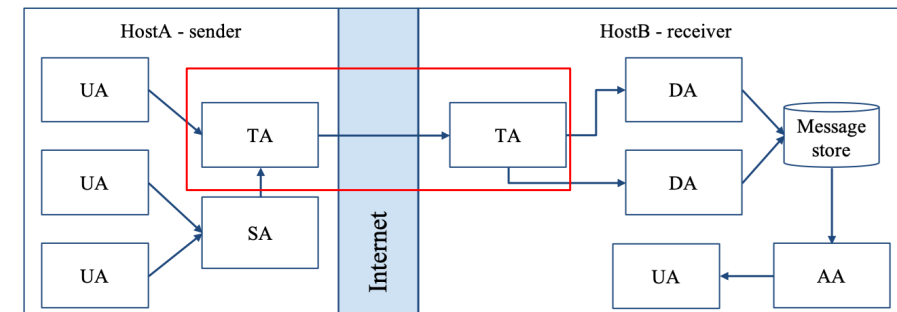 HostA - sender
HostB - receiver
UA
DA
TA
TA
Message
store
UA
DA
SA
Internet
UA
UA
AA